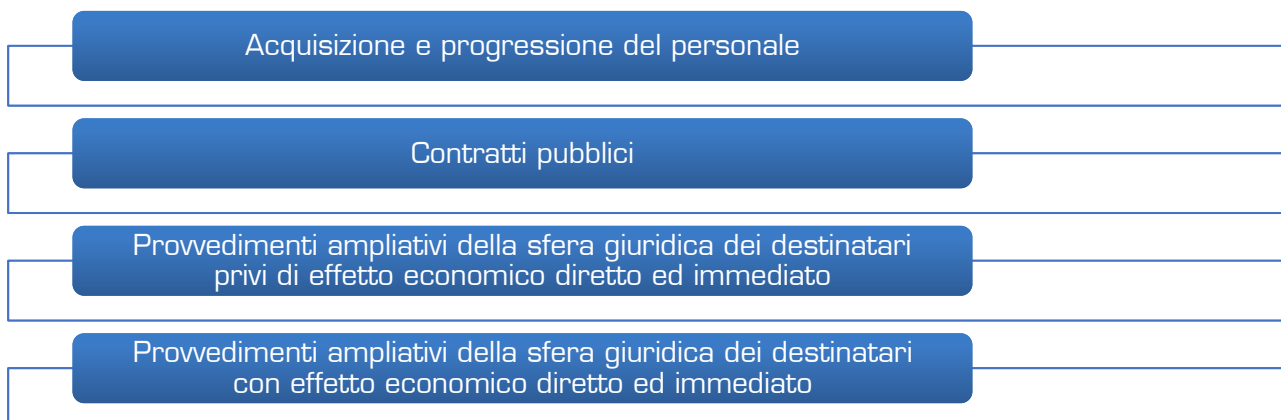 Acquisizione e progressione del personale
Contratti pubblici
Provvedimenti ampliativi della sfera giuridica dei destinatari
privi di effetto economico diretto ed immediato
Provvedimenti ampliativi della sfera giuridica dei destinatari
con effetto economico diretto ed immediato